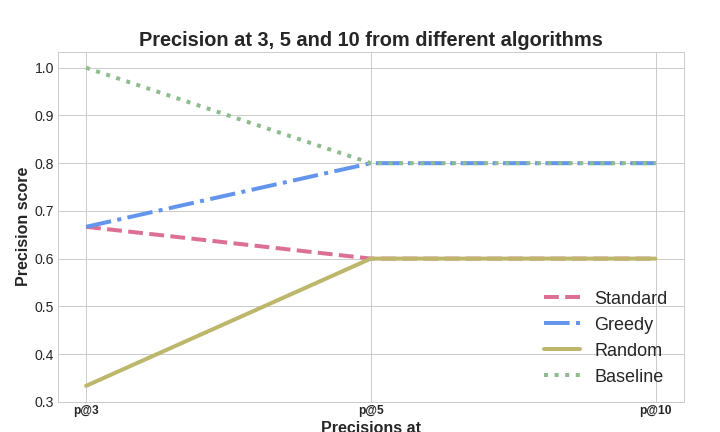 Precision at 3, 5 and 10 from different algorithms
Precision score
1.0
0.9
0.8
0.7
0.6
0.5
0.4
0.3
p@3
p@5
p@10
Precisions at
Standard
Greedy
Random
Baseline